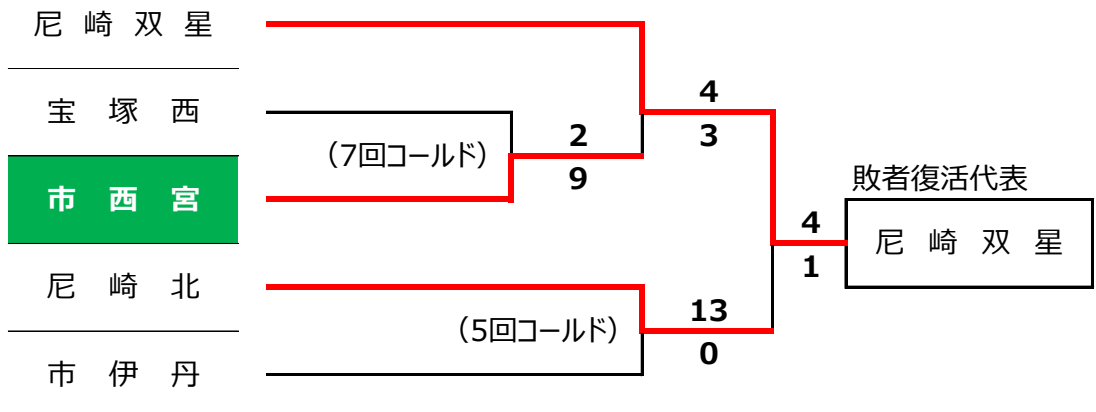 尼 崎 双 星
宝 塚 西
市 西 宮
尼 崎 北
市 伊 丹
（7回コールド）
2
9
4
3
（5回コールド）
13
0
4
1
敗者復活代表
尼 崎 双 星